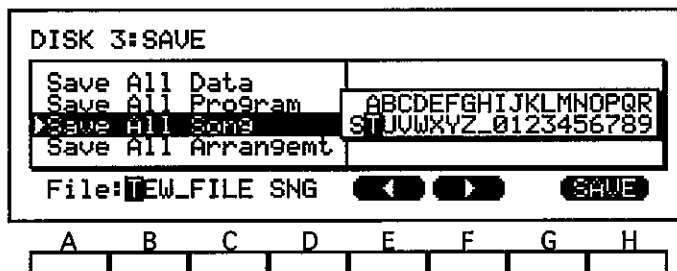 DISK 3:SAVE
Save All Data
Save All Program
Save All Song
Save All Arrangemt
ABCDEFGHIJKLMNOPQR
STUVWXYZ_0123456789
File:TEW_FILE SNG
SAVE
A B C D E F G H